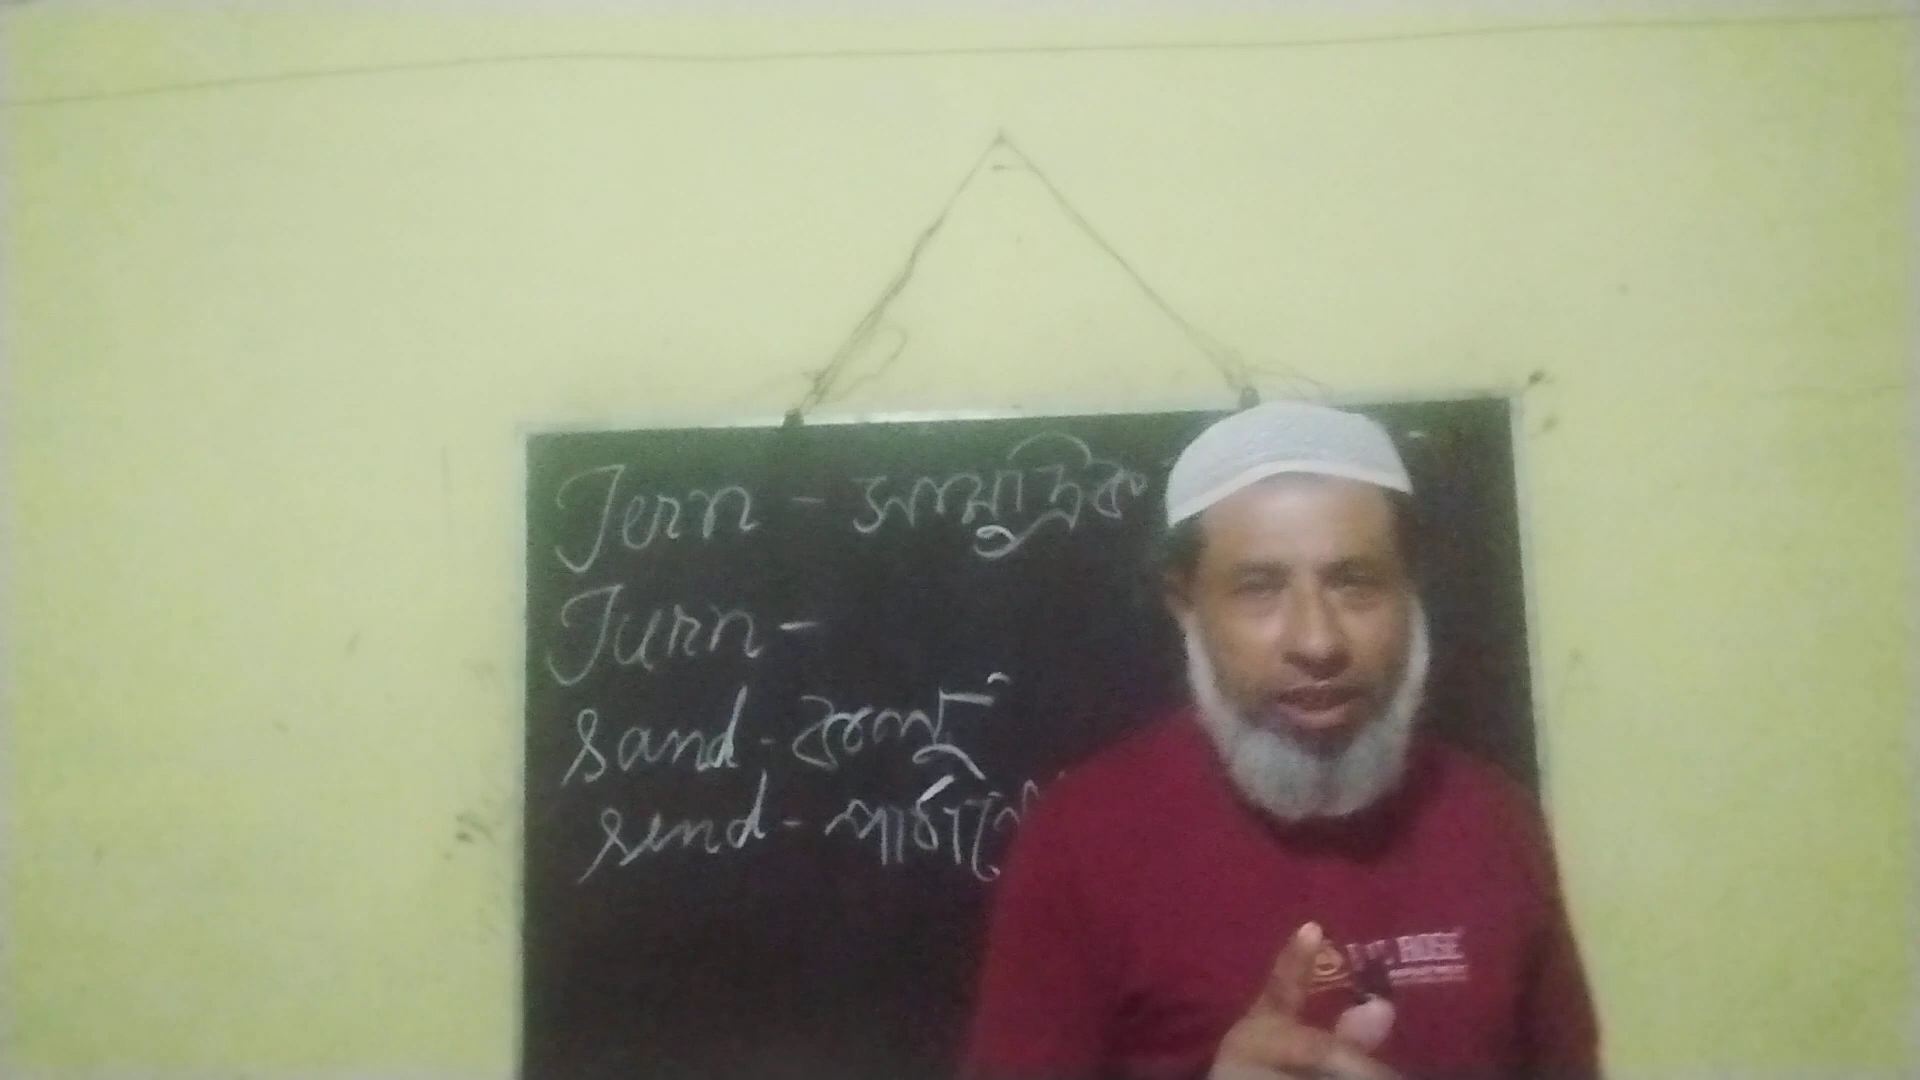 Tern - সামুদ্রিক
Turn -
sand -
send - পাঠানো